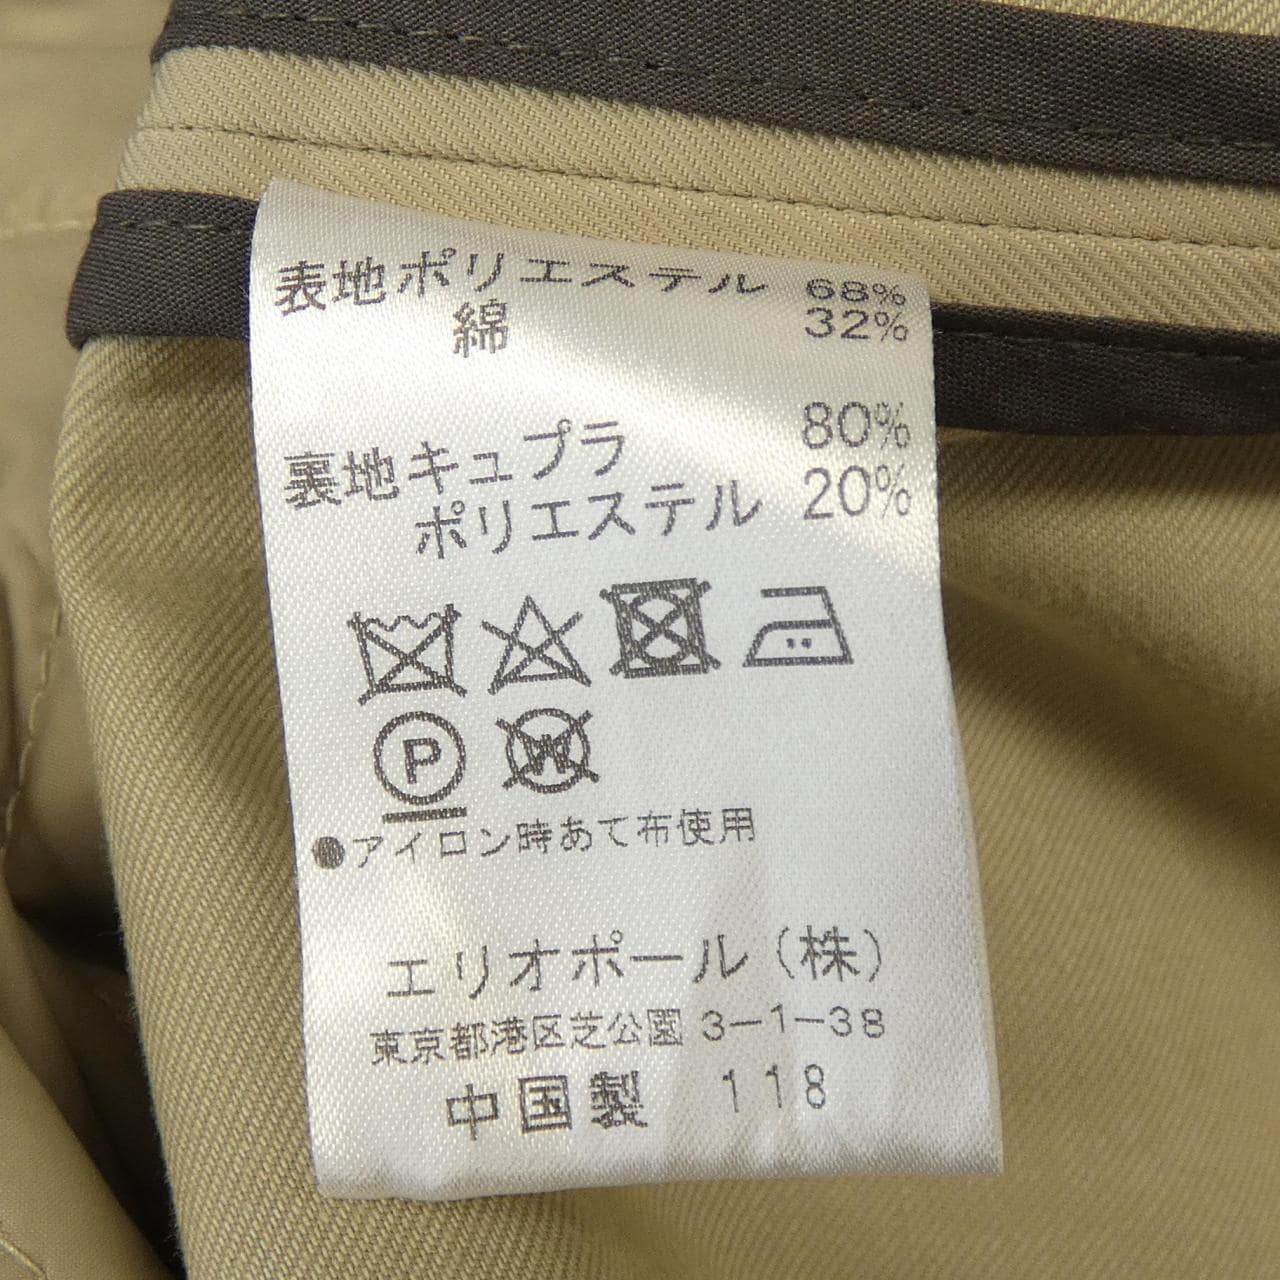 表地ポリエステル 68%
綿 32%
裏地キュプラ 80%
ポリエステル 20%
P
W
●アイロン時あて布使用
エリオポール(株)
東京都港区芝公園3-1-38
中国製 118